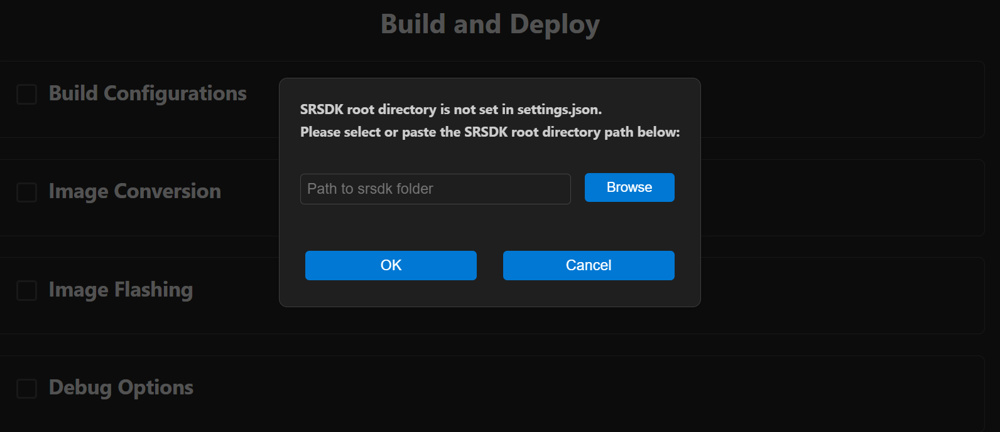 Build and Deploy
Build Configurations
SRSDK root directory is not set in settings.json.
Please select or paste the SRSDK root directory path below:
Path to srsdk folder
Browse
OK
Cancel
Image Conversion
Image Flashing
Debug Options